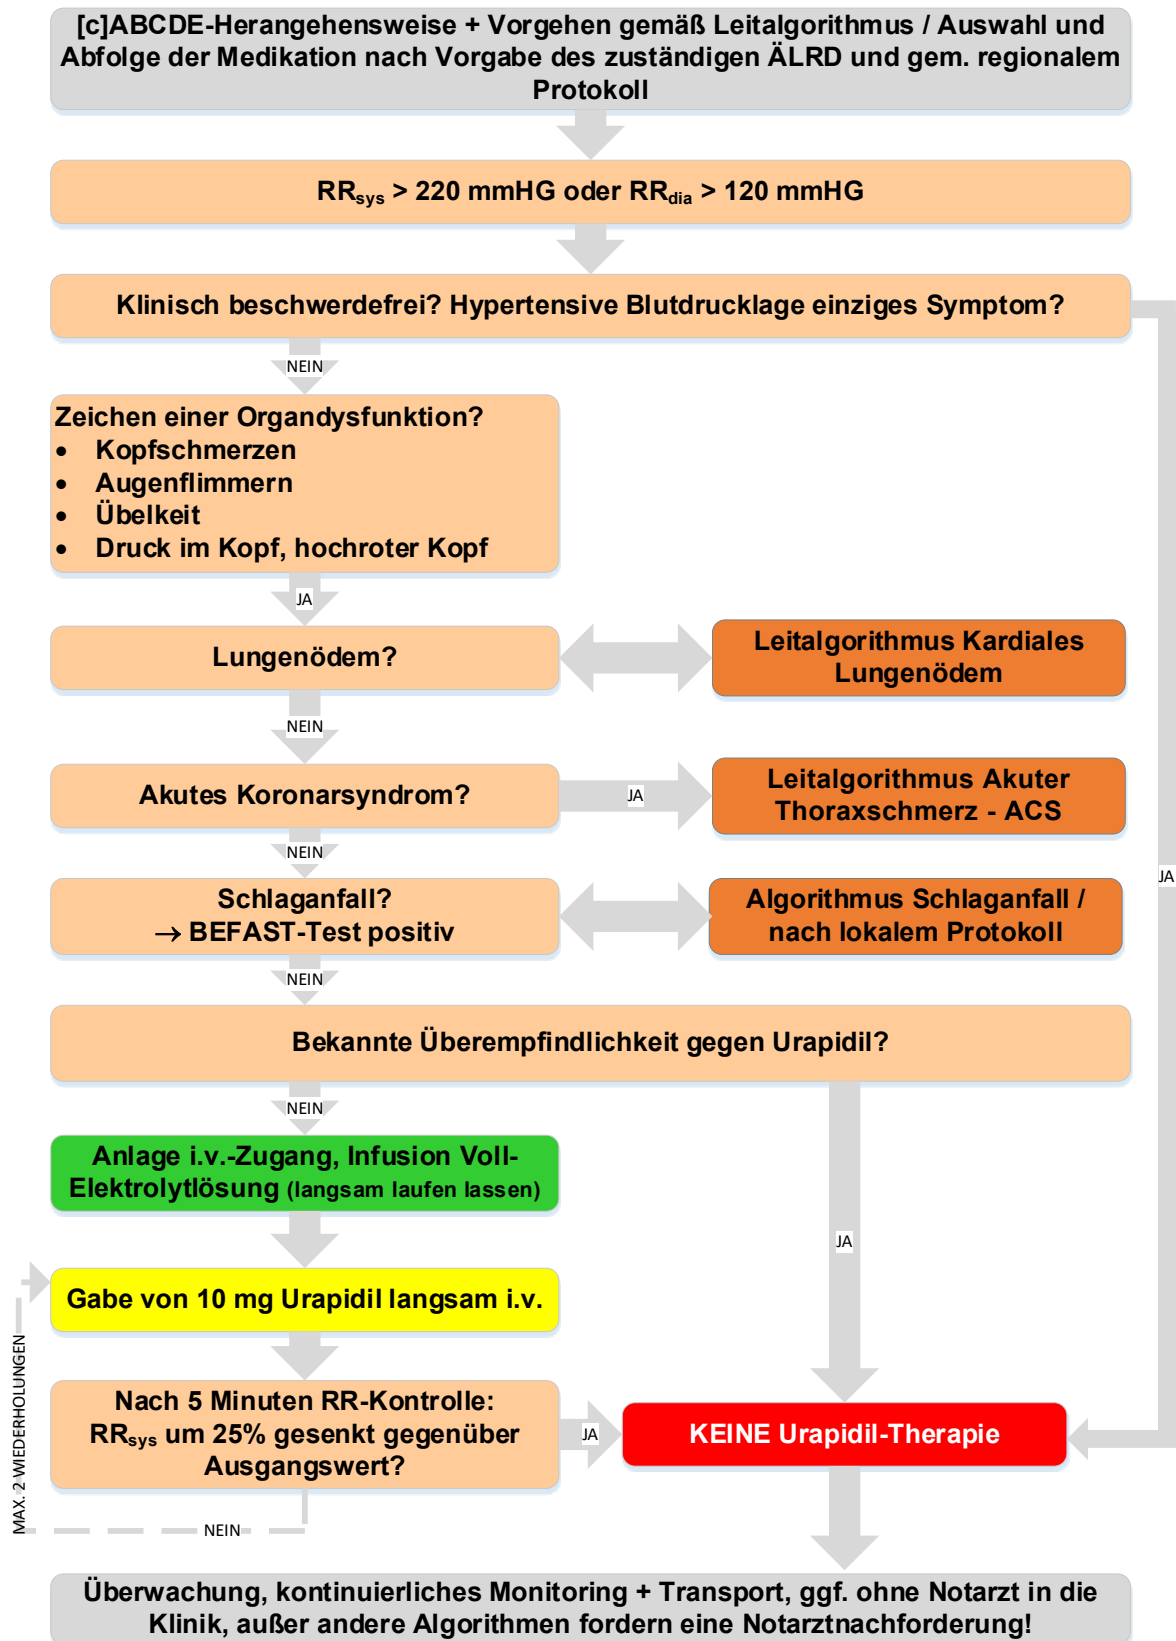 [c]ABCDE-Herangehensweise + Vorgehen gemäß Leitalgorithmus / Auswahl und
Abfolge der Medikation nach Vorgabe des zuständigen ÄLRD und gem. regionalem
Protokoll
RRsys > 220 mmHG oder RRdia > 120 mmHG
Klinisch beschwerdefrei? Hypertensive Blutdrucklage einziges Symptom?
NEIN
Zeichen einer Organdysfunktion?
• Kopfschmerzen
• Augenflimmern
• Übelkeit
• Druck im Kopf, hochroter Kopf
JA
Lungenödem?
Leitalgorithmus Kardiales
Lungenödem
NEIN
Akutes Koronarsyndrom?
JA
Leitalgorithmus Akuter
Thoraxschmerz - ACS
NEIN
JA
Schlaganfall?
→ BEFAST-Test positiv
Algorithmus Schlaganfall /
nach lokalem Protokoll
NEIN
Bekannte Überempfindlichkeit gegen Urapidil?
NEIN
Anlage i.v.-Zugang, Infusion Voll-
Elektrolytlösung (langsam laufen lassen)
JA
Gabe von 10 mg Urapidil langsam i.v.
MAX. 2 WIEDERHOLUNGEN
Nach 5 Minuten RR-Kontrolle:
RRsys um 25% gesenkt gegenüber
Ausgangswert?
JA
KEINE Urapidil-Therapie
NEIN
Überwachung, kontinuierliches Monitoring + Transport, ggf. ohne Notarzt in die
Klinik, außer andere Algorithmen fordern eine Notarztnachforderung!